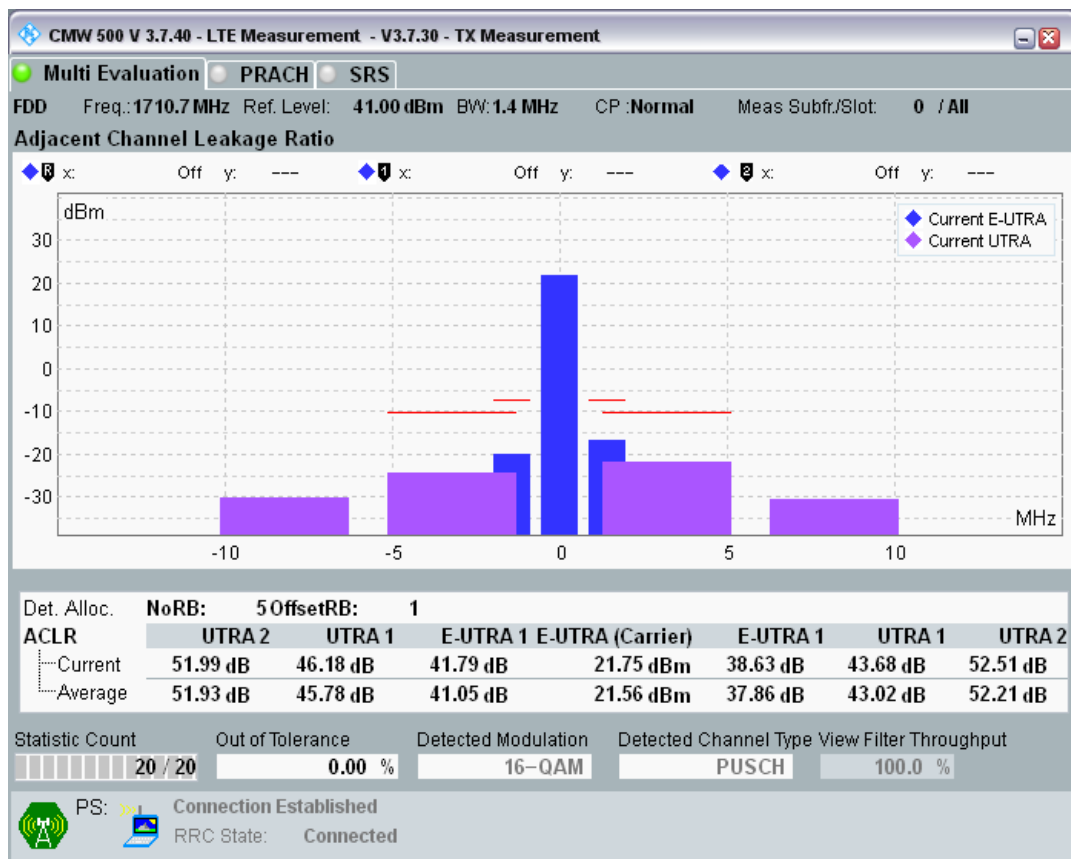 CMW 500 V 3.7.40 - LTE Measurement - V3.7.30 - TX Measurement
Multi Evaluation PRACH SRS
FDD Freq.:1710.7 MHz Ref. Level: 41.00 dBm BW:1.4 MHz CP :Normal Meas Subfr./Slot: 0 / All
Adjacent Channel Leakage Ratio
R x: Off y: --- 1 x: Off y: --- 2 x: Off y: ---
dBm
Current E-UTRA
Current UTRA
30
20
10
0
-10
-20
-30
MHz
-10 -5 0 5 10
Det. Alloc. NoRB: 5 OffsetRB: 1
ACLR UTRA 2 UTRA 1 E-UTRA 1 E-UTRA (Carrier) E-UTRA 1 UTRA 1 UTRA 2
Current 51.99 dB 46.18 dB 41.79 dB 21.75 dBm 38.63 dB 43.68 dB 52.51 dB
Average 51.93 dB 45.78 dB 41.05 dB 21.56 dBm 37.86 dB 43.02 dB 52.21 dB
Statistic Count Out of Tolerance Detected Modulation Detected Channel Type View Filter Throughput
20 / 20 0.00 % 16-QAM PUSCH 100.0 %
PS: Connection Established
RRC State: Connected